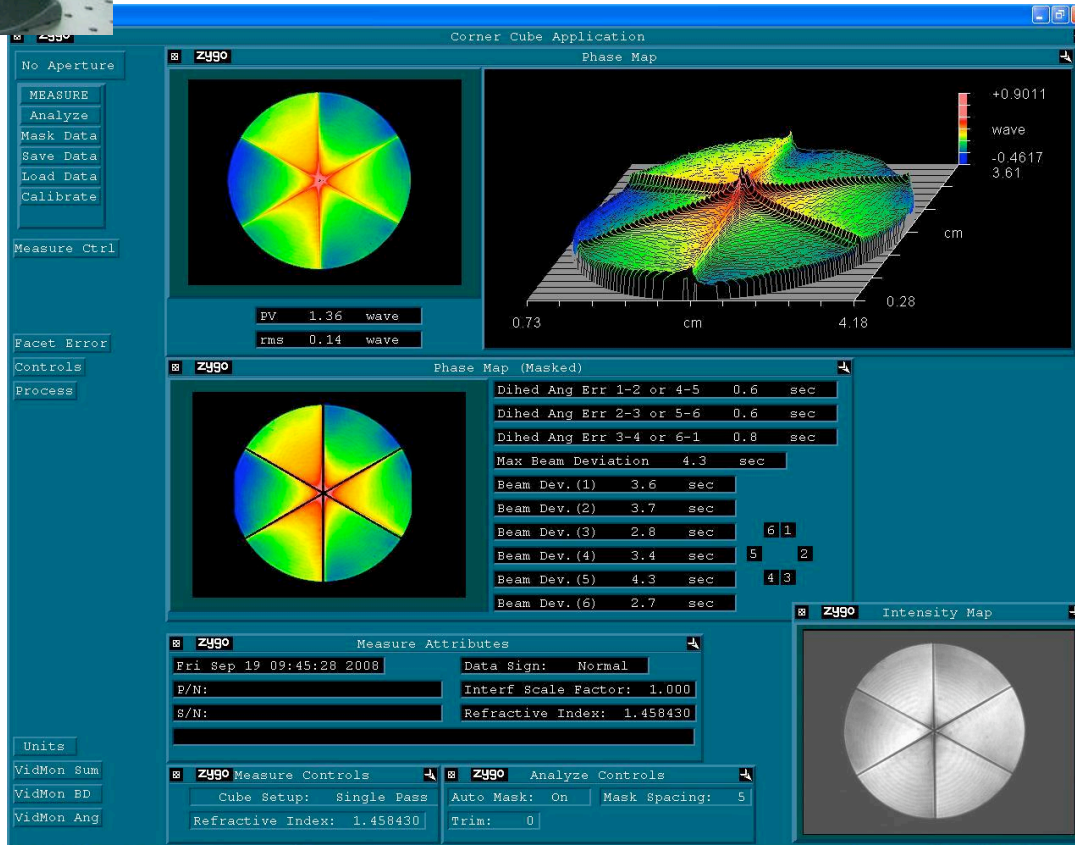 zygo Corner Cube Application
No Aperture
MEASURE
Analyze
Mask Data
Save Data
Load Data
Calibrate
Measure Ctrl
Facet Error
Controls
Process
Units
VidMon Sum
VidMon BD
VidMon Ang
zygo Phase Map
+0.9011
wave
-0.4617
3.61
cm
0.28
0.73 cm 4.18
PV 1.36 wave
rms 0.14 wave
zygo Phase Map (Masked)
Dihed Ang Err 1-2 or 4-5 0.6 sec
Dihed Ang Err 2-3 or 5-6 0.6 sec
Dihed Ang Err 3-4 or 6-1 0.8 sec
Max Beam Deviation 4.3 sec
Beam Dev.(1) 3.6 sec
Beam Dev.(2) 3.7 sec
Beam Dev.(3) 2.8 sec
Beam Dev.(4) 3.4 sec
Beam Dev.(5) 4.3 sec
Beam Dev.(6) 2.7 sec
6 1
5 2
4 3
zygo Intensity Map
zygo Measure Attributes
Fri Sep 19 09:45:28 2008 Data Sign: Normal
P/N: Interf Scale Factor: 1.000
S/N: Refractive Index: 1.458430
zygo Measure Controls
Cube Setup: Single Pass
Refractive Index: 1.458430
zygo Analyze Controls
Auto Mask: On Mask Spacing: 5
Trim: 0